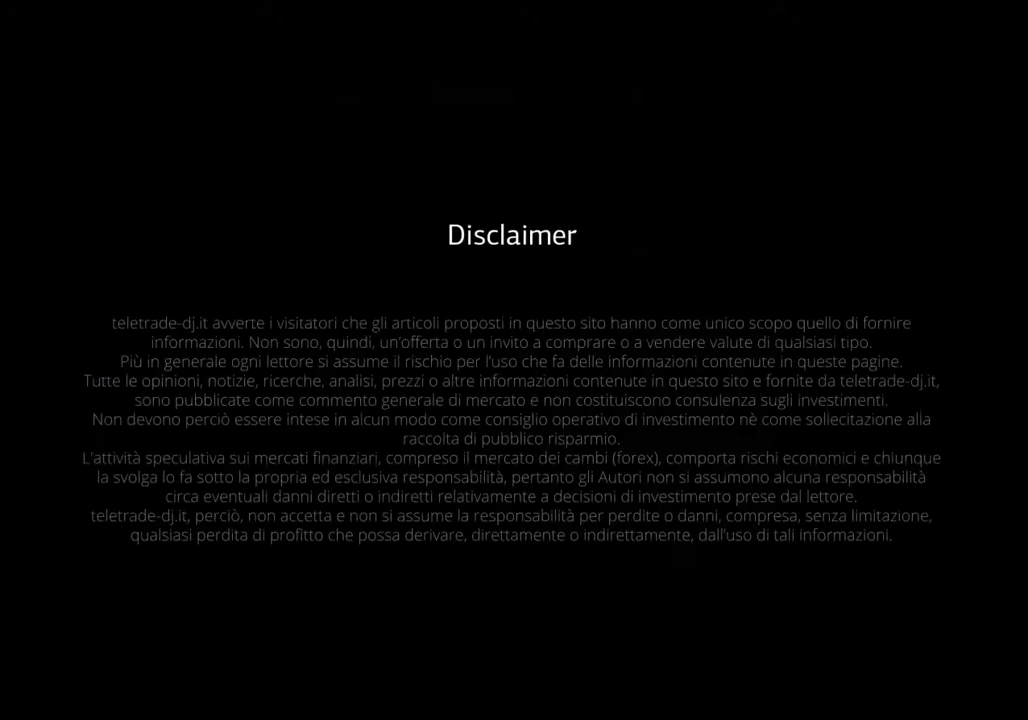 Disclaimer
teletrade-dj.it avverte i visitatori che gli articoli proposti in questo sito hanno come unico scopo quello di fornire
informazioni. Non sono, quindi, un'offerta o un invito a comprare o a vendere valute di qualsiasi tipo.
Più in generale ogni lettore si assume il rischio per l'uso che fa delle informazioni contenute in queste pagine.
Tutte le opinioni, notizie, ricerche, analisi, prezzi o altre informazioni contenute in questo sito e fornite da teletrade-dj.it,
sono pubblicate come commento generale di mercato e non costituiscono consulenza sugli investimenti.
Non devono perciò essere intese in alcun modo come consiglio operativo di investimento nè come sollecitazione alla
raccolta di pubblico risparmio.
L'attività speculativa sui mercati finanziari, compreso il mercato dei cambi (forex), comporta rischi economici e chiunque
la svolga lo fa sotto la propria ed esclusiva responsabilità, pertanto gli Autori non si assumono alcuna responsabilità
circa eventuali danni diretti o indiretti relativamente a decisioni di investimento prese dal lettore.
teletrade-dj.it, perciò, non accetta e non si assume la responsabilità per perdite o danni, compresa, senza limitazione,
qualsiasi perdita di profitto che possa derivare, direttamente o indirettamente, dall'uso di tali informazioni.